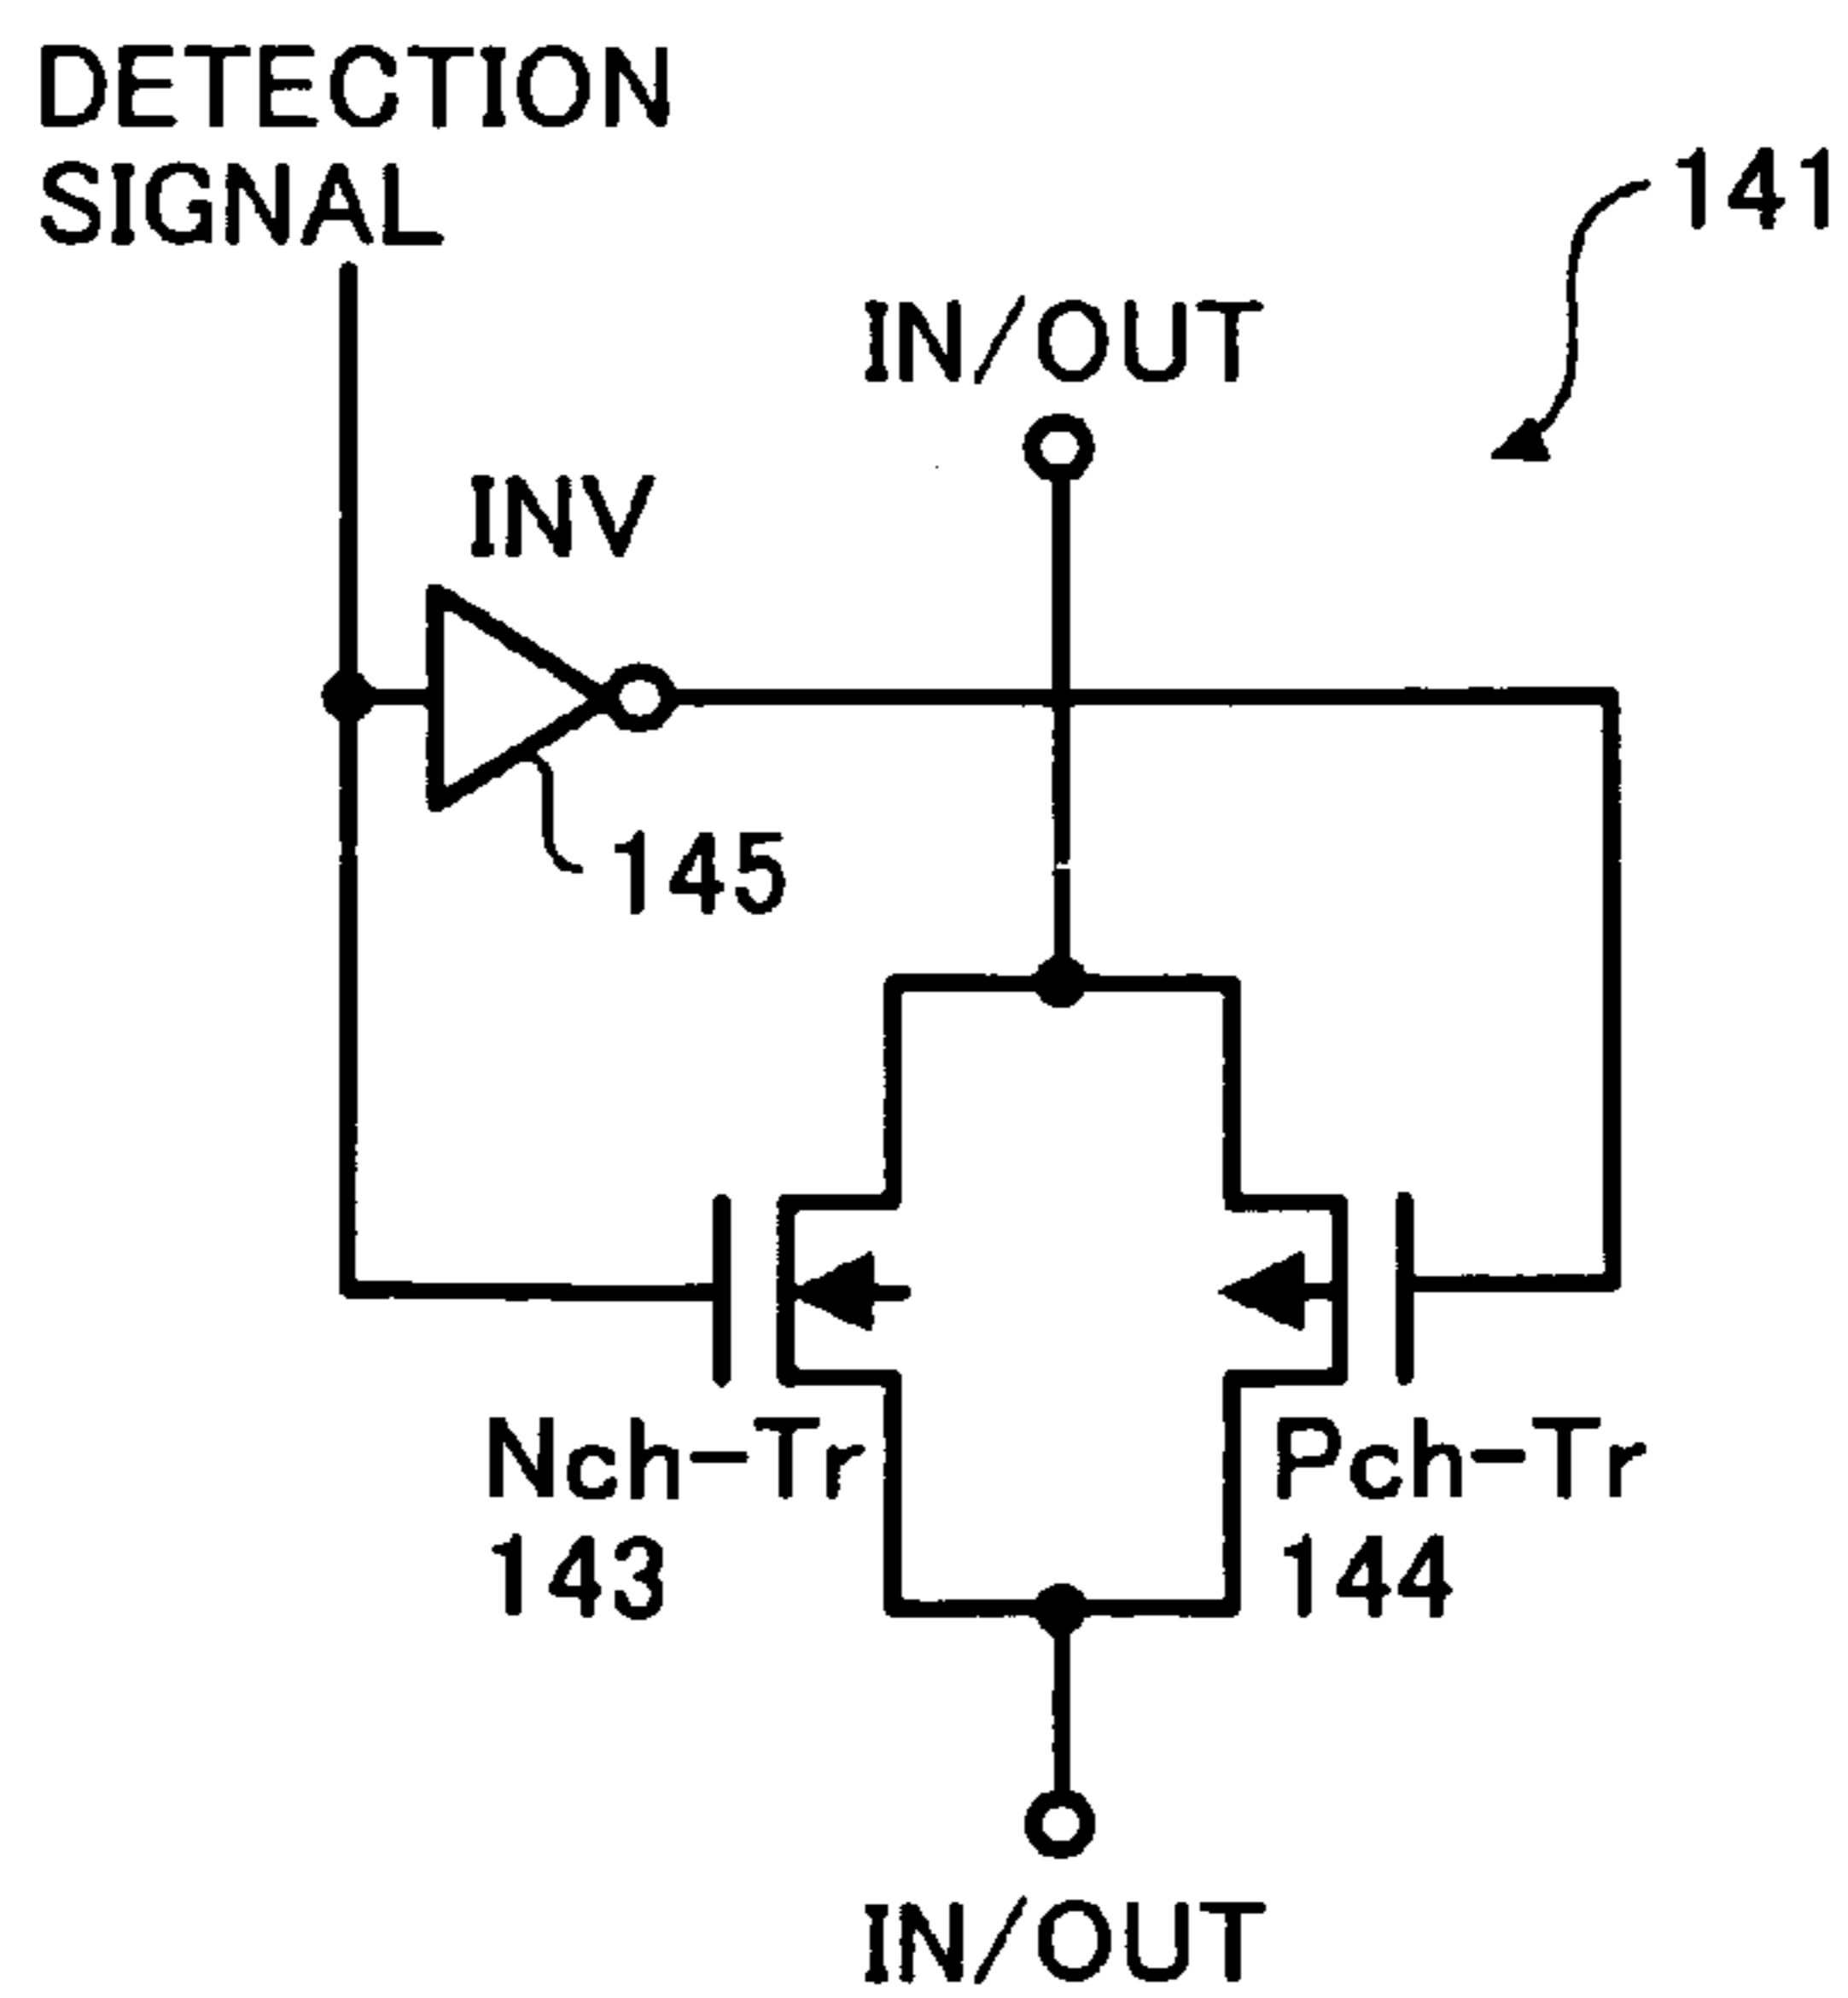 DETECTION
SIGNAL
141
IN/OUT
INV
145
Nch-Tr
143
Pch-Tr
144
IN/OUT